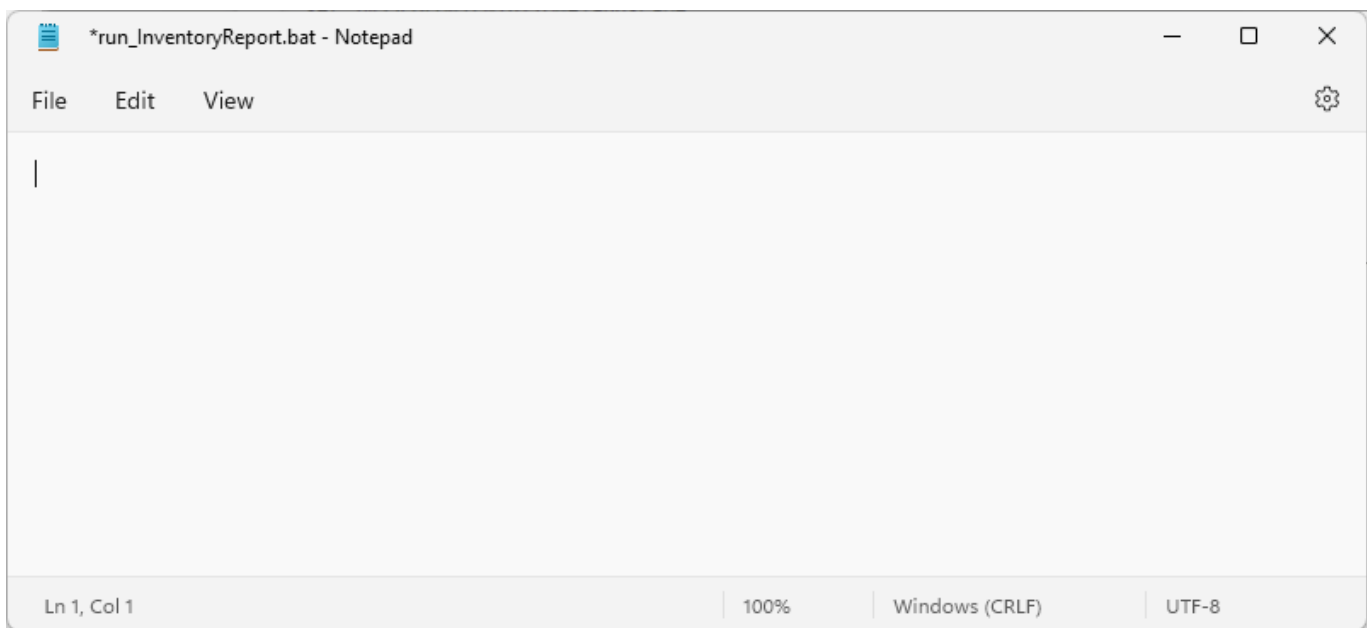 *run_InventoryReport.bat - Notepad
File Edit View
Ln 1, Col 1 100% Windows (CRLF) UTF-8